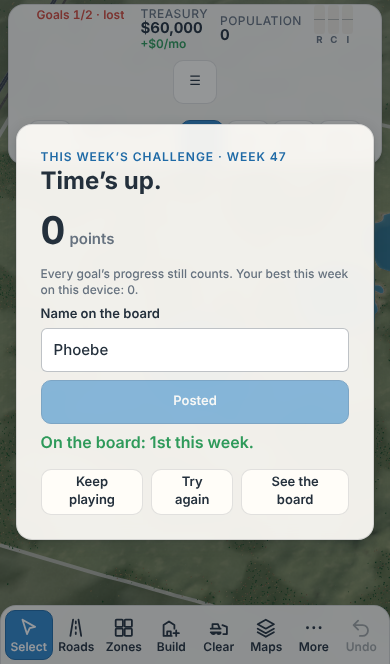 Goals 1/2 · lost
TREASURY
$60,000
+$0/mo
POPULATION
0
R C I
☰
THIS WEEK'S CHALLENGE · WEEK 47
Time's up.
0 points
Every goal's progress still counts. Your best this week
on this device: 0.
Name on the board
Phoebe
Posted
On the board: 1st this week.
Keep
playing
Try
again
See the
board
Select
Roads
Zones
Build
Clear
Maps
More
Undo